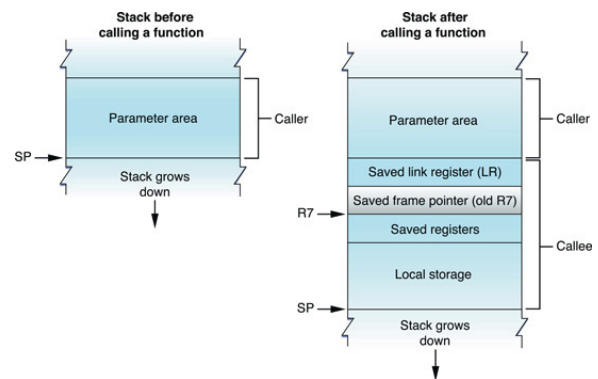 Stack before
calling a function
Parameter area
Caller
SP
Stack grows
down
Stack after
calling a function
Parameter area
Caller
Saved link register (LR)
Saved frame pointer (old R7)
R7
Saved registers
Callee
Local storage
SP
Stack grows
down